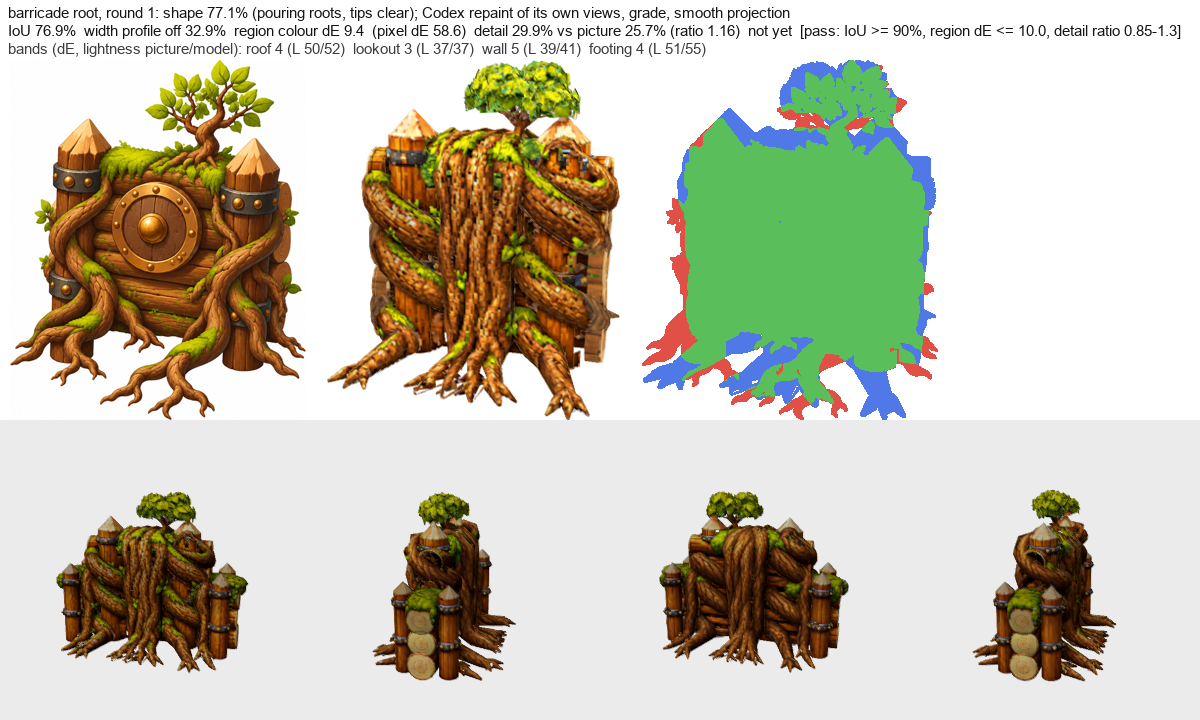 barricade root, round 1: shape 77.1% (pouring roots, tips clear); Codex repaint of its own views, grade, smooth projection
IoU 76.9%  width profile off 32.9%  region colour dE 9.4  (pixel dE 58.6)  detail 29.9% vs picture 25.7% (ratio 1.16)  not yet  [pass: IoU >= 90%, region dE <= 10.0, detail ratio 0.85-1.3]
bands (dE, lightness picture/model): roof 4 (L 50/52)  lookout 3 (L 37/37)  wall 5 (L 39/41)  footing 4 (L 51/55)